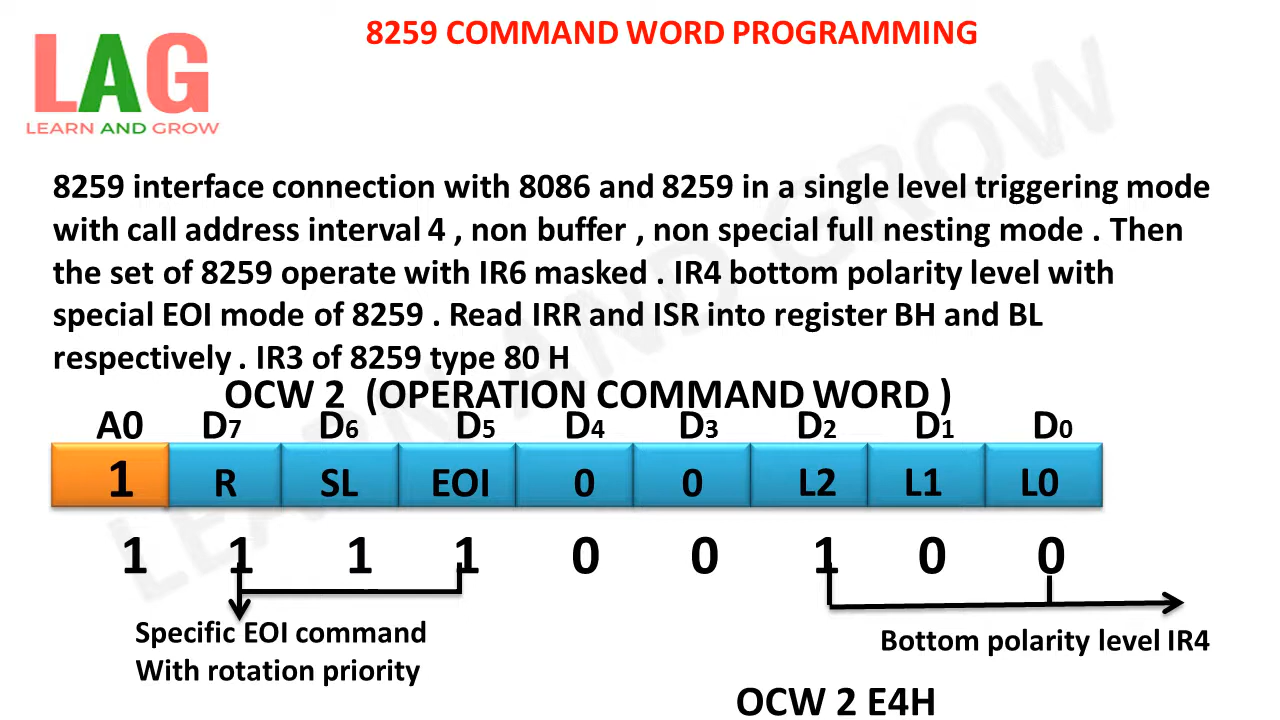 8259 COMMAND WORD PROGRAMMING
LAG
LEARN AND GROW
8259 interface connection with 8086 and 8259 in a single level triggering mode
with call address interval 4 , non buffer , non special full nesting mode . Then
the set of 8259 operate with IR6 masked . IR4 bottom polarity level with
special EOI mode of 8259 . Read IRR and ISR into register BH and BL
respectively . IR3 of 8259 type 80 H
OCW 2 (OPERATION COMMAND WORD )
A0 D7 D6 D5 D4 D3 D2 D1 D0
1 R SL EOI 0 0 L2 L1 L0
1 1 1 1 0 0 1 0 0
Specific EOI command
With rotation priority
Bottom polarity level IR4
OCW 2 E4H
LEARN AND GROW